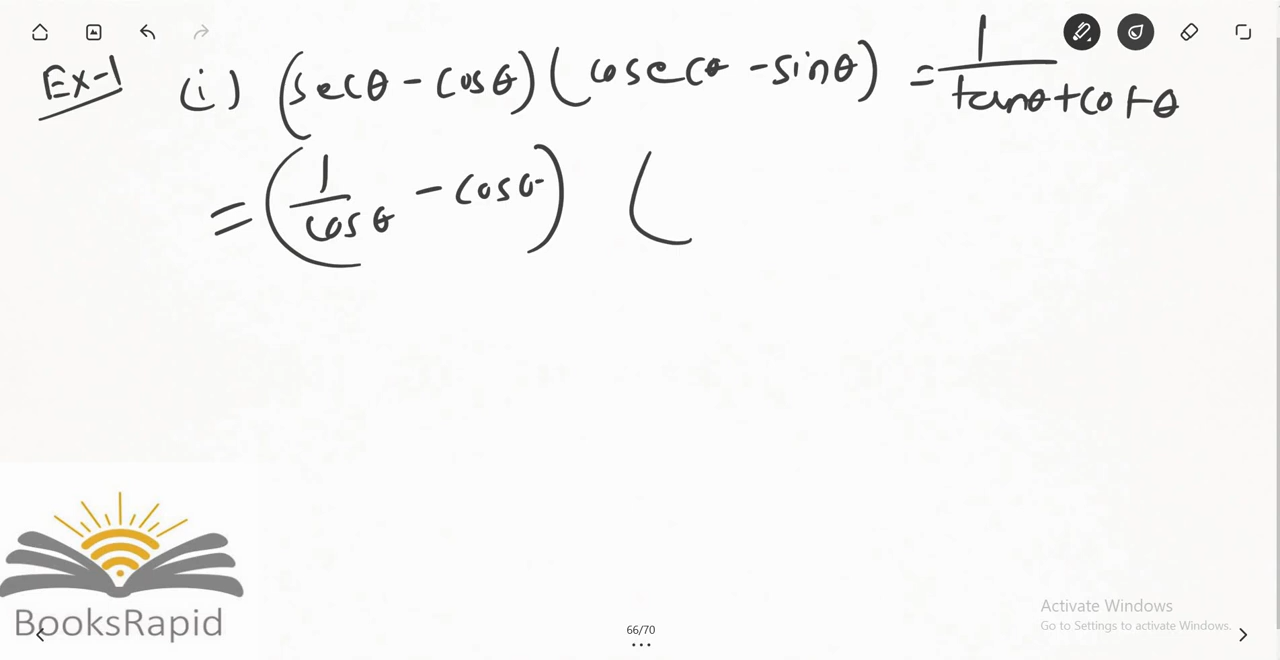 Ex-1 (i) (secθ - cosθ)(cosecθ - sinθ) = 1/tanθ+cotθ
= (1/cosθ - cosθ) (
BooksRapid
Activate Windows
Go to Settings to activate Windows.
66/70